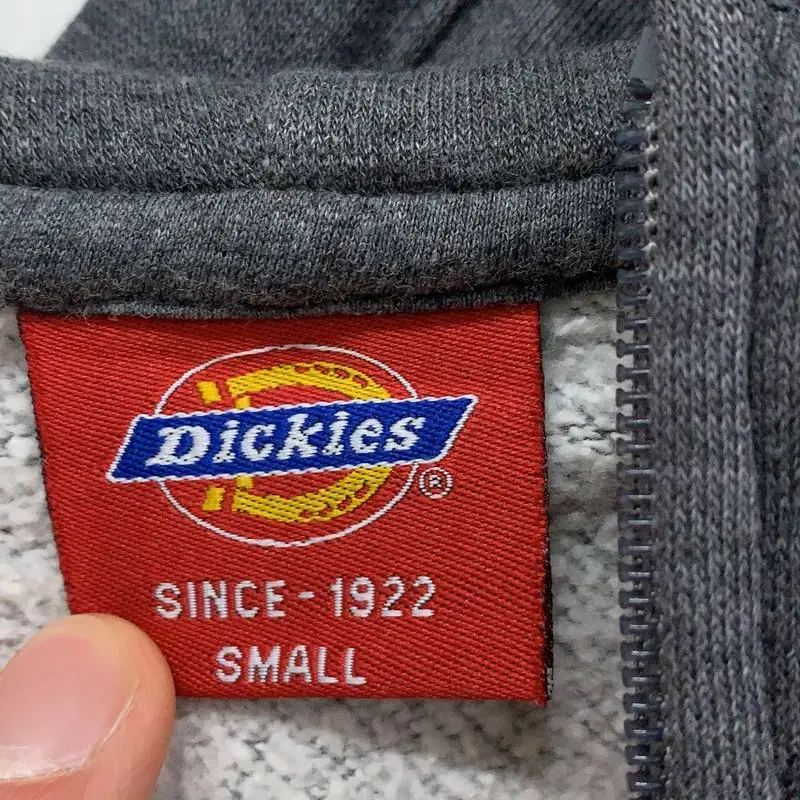 Dickies
®
SINCE - 1922
SMALL